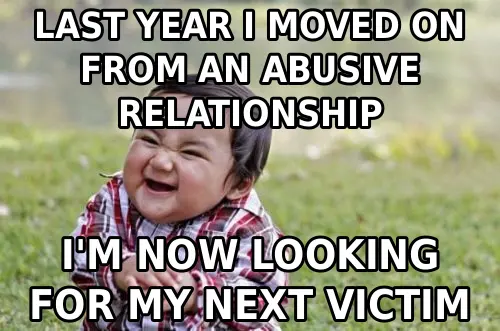 LAST YEAR I MOVED ON
FROM AN ABUSIVE
RELATIONSHIP
I'M NOW LOOKING
FOR MY NEXT VICTIM